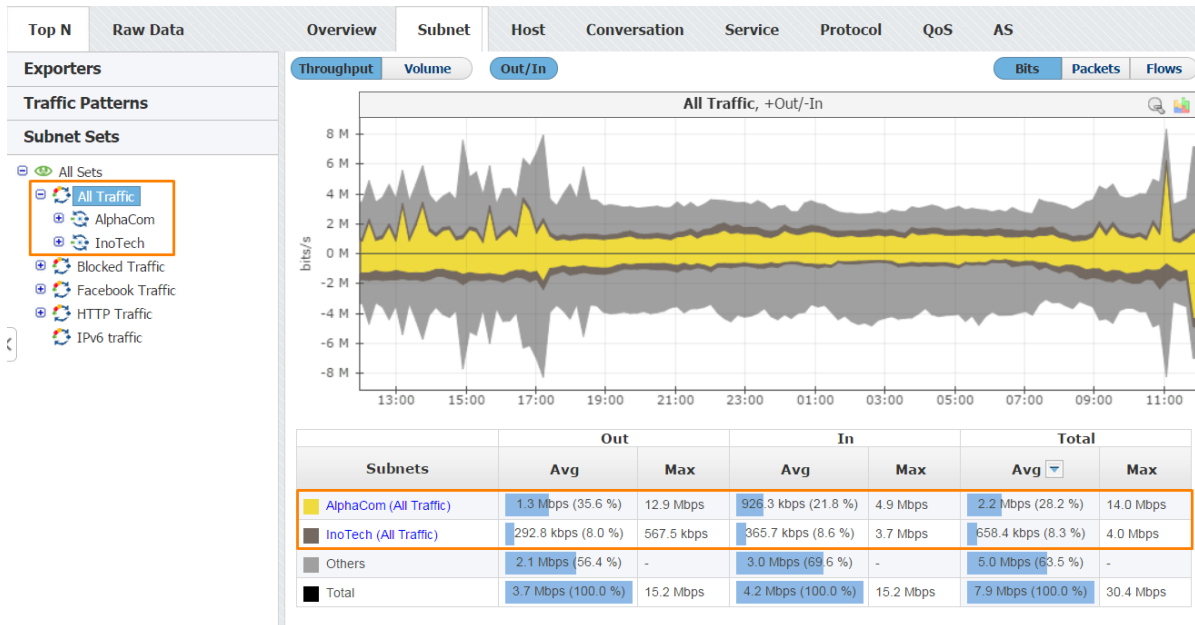 Top N Raw Data Overview Subnet Host Conversation Service Protocol QoS AS
Exporters
Traffic Patterns
Subnet Sets
All Sets
All Traffic
AlphaCom
InoTech
Blocked Traffic
Facebook Traffic
HTTP Traffic
IPv6 traffic
Throughput Volume Out/In Bits Packets Flows
All Traffic, +Out/-In
bits/s
8 M
6 M
4 M
2 M
0 M
-2 M
-4 M
-6 M
-8 M
13:00 15:00 17:00 19:00 21:00 23:00 01:00 03:00 05:00 07:00 09:00 11:00
Out In Total
Subnets Avg Max Avg Max Avg Max
AlphaCom (All Traffic) 1.3 Mbps (35.6 %) 12.9 Mbps 926.3 kbps (21.8 %) 4.9 Mbps 2.2 Mbps (28.2 %) 14.0 Mbps
InoTech (All Traffic) 292.8 kbps (8.0 %) 567.5 kbps 365.7 kbps (8.6 %) 3.7 Mbps 658.4 kbps (8.3 %) 4.0 Mbps
Others 2.1 Mbps (56.4 %) - 3.0 Mbps (69.6 %) - 5.0 Mbps (63.5 %) -
Total 3.7 Mbps (100.0 %) 15.2 Mbps 4.2 Mbps (100.0 %) 15.2 Mbps 7.9 Mbps (100.0 %) 30.4 Mbps